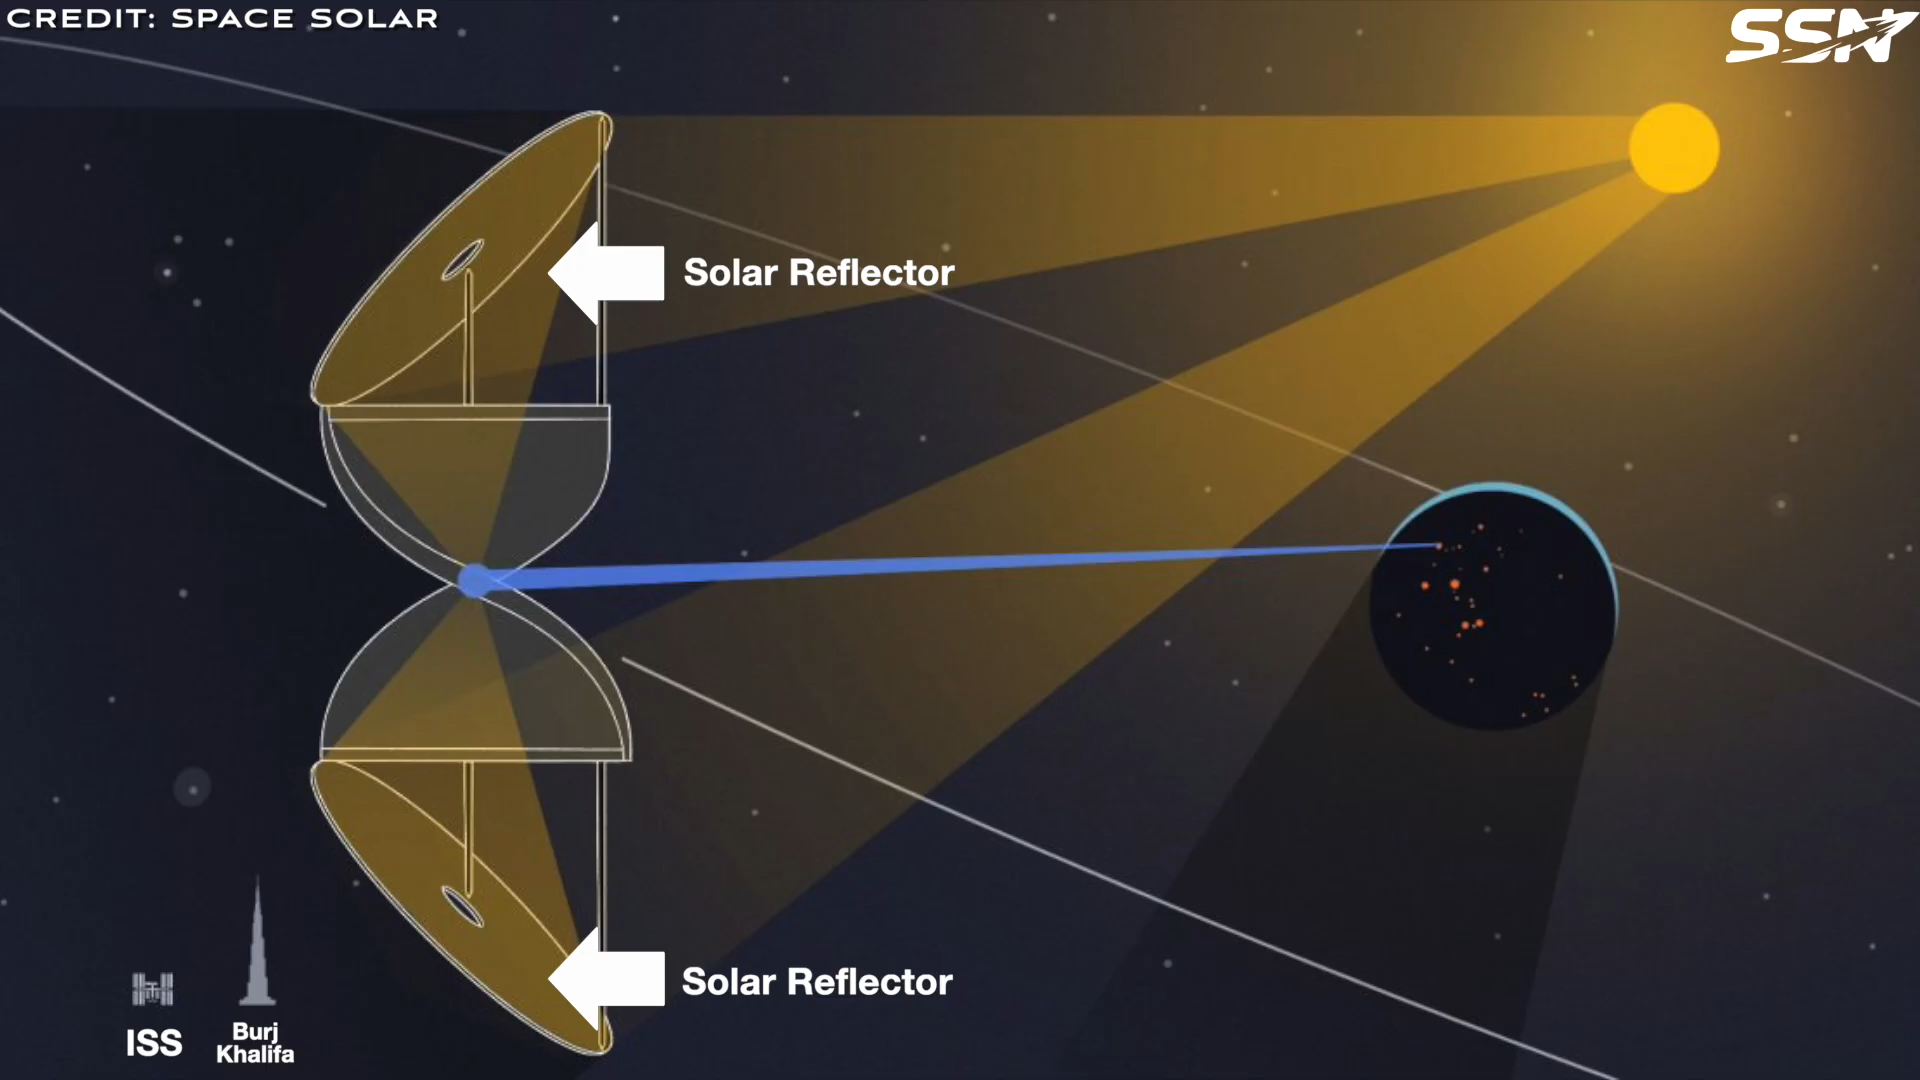 CREDIT: SPACE SOLAR
SSN
Solar Reflector
Solar Reflector
ISS
Burj
Khalifa